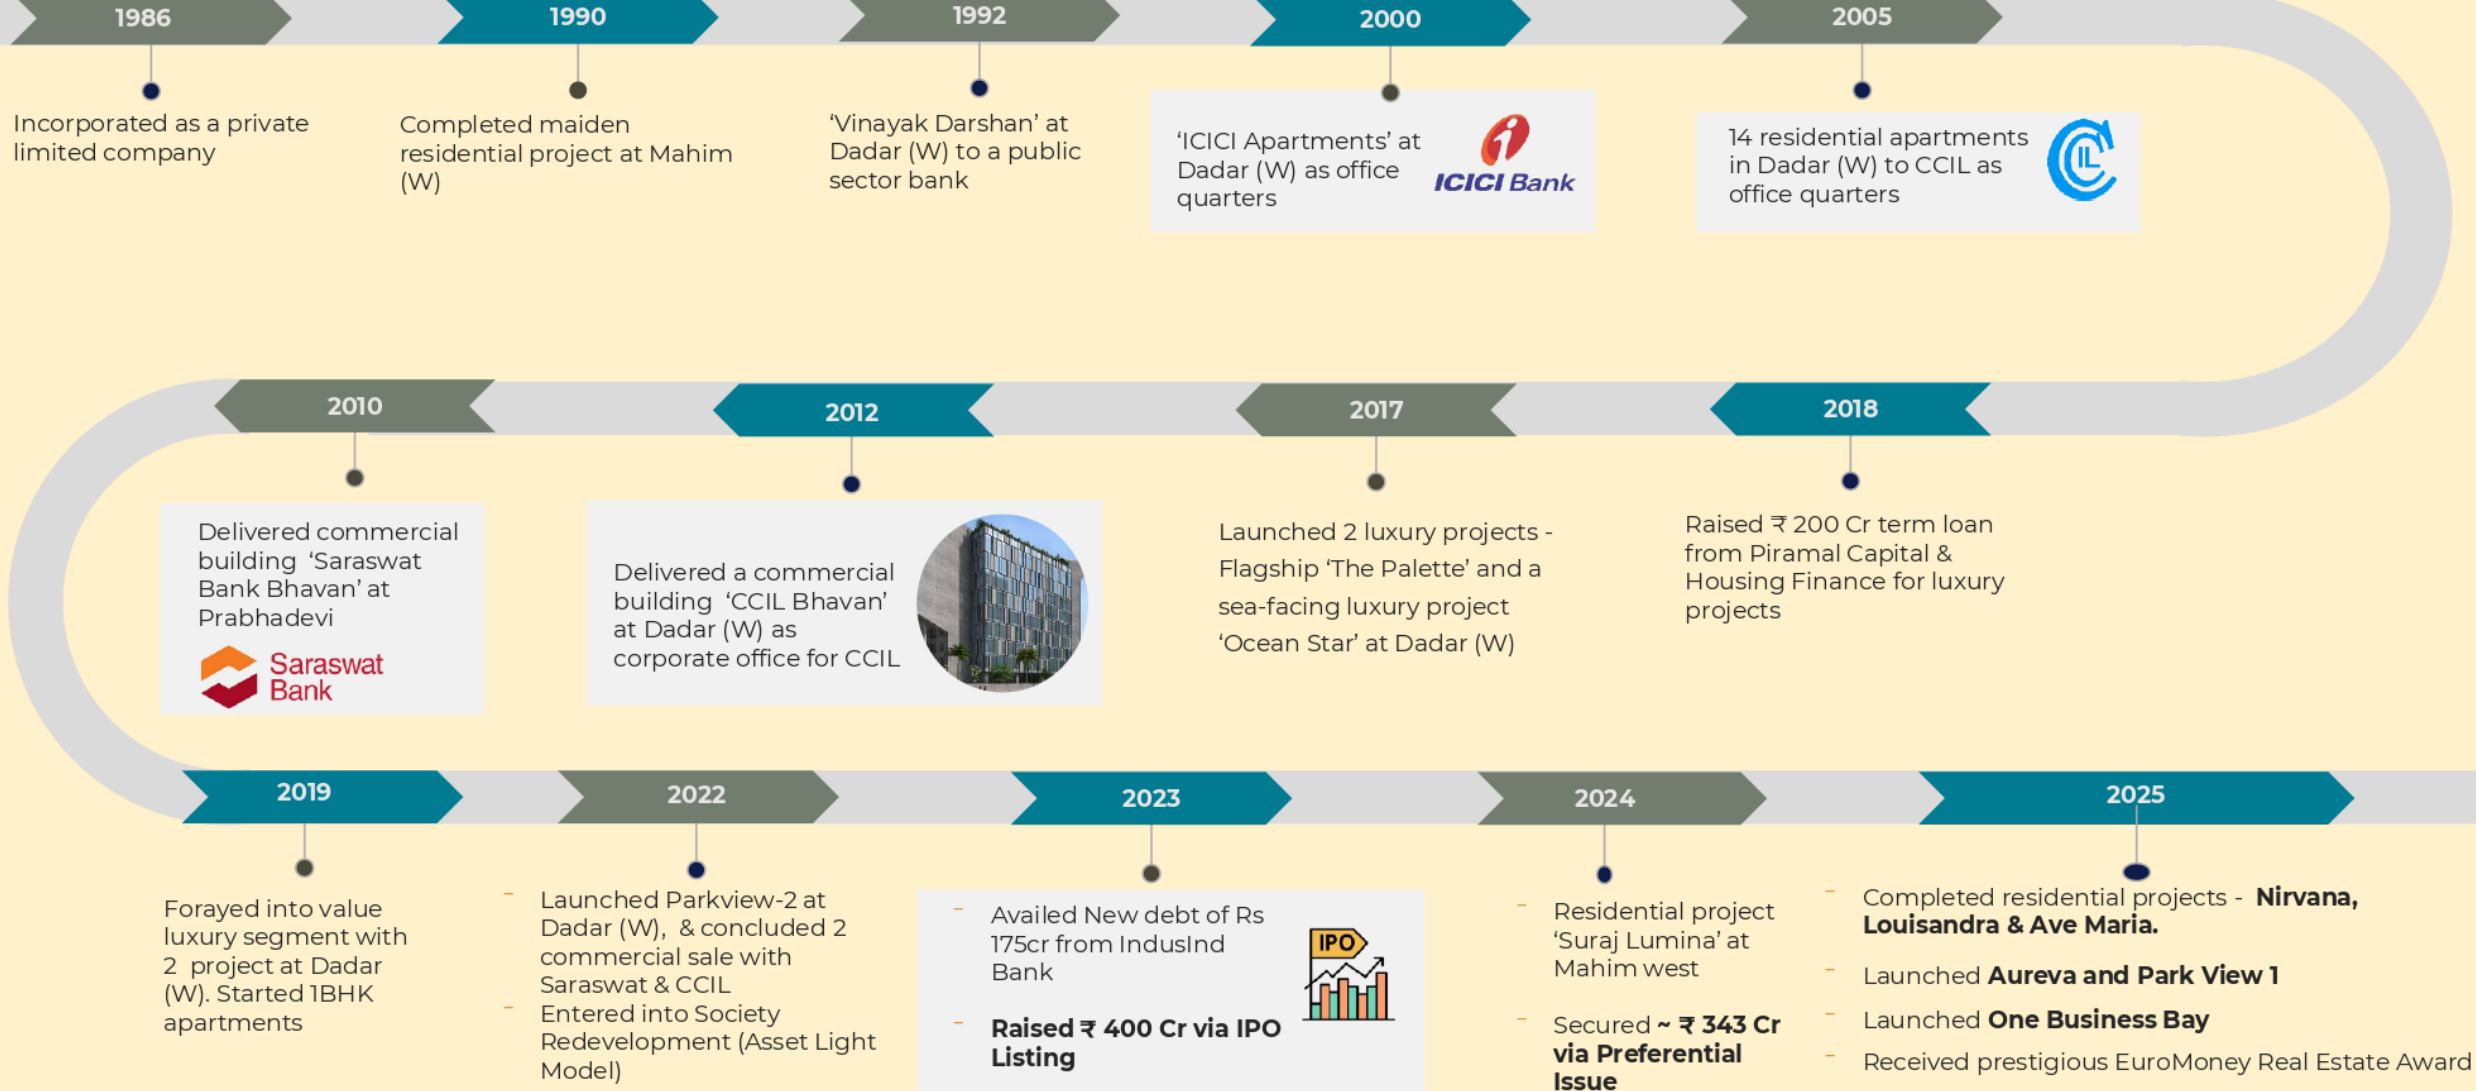 1986
Incorporated as a private
limited company
1990
Completed maiden
residential project at Mahim
(W)
1992
‘Vinayak Darshan’ at
Dadar (W) to a public
sector bank
2000
‘ICICI Apartments’ at
Dadar (W) as office
quarters
ICICI Bank
2005
14 residential apartments
in Dadar (W) to CCIL as
office quarters
CCIL
2010
Delivered commercial
building ‘Saraswat
Bank Bhavan’ at
Prabhadevi
Saraswat
Bank
2012
Delivered a commercial
building ‘CCIL Bhavan’
at Dadar (W) as
corporate office for CCIL
2017
Launched 2 luxury projects -
Flagship ‘The Palette’ and a
sea-facing luxury project
‘Ocean Star’ at Dadar (W)
2018
Raised ₹ 200 Cr term loan
from Piramal Capital &
Housing Finance for luxury
projects
2019
Forayed into value
luxury segment with
2 project at Dadar
(W). Started 1BHK
apartments
2022
- Launched Parkview-2 at
Dadar (W), & concluded 2
commercial sale with
Saraswat & CCIL
- Entered into Society
Redevelopment (Asset Light
Model)
2023
- Availed New debt of Rs
175cr from IndusInd
Bank
IPO
- Raised ₹ 400 Cr via IPO
Listing
2024
- Residential project
‘Suraj Lumina’ at
Mahim west
- Secured ~ ₹ 343 Cr
via Preferential
Issue
2025
- Completed residential projects - Nirvana,
Louisandra & Ave Maria.
- Launched Aureva and Park View 1
- Launched One Business Bay
- Received prestigious EuroMoney Real Estate Award